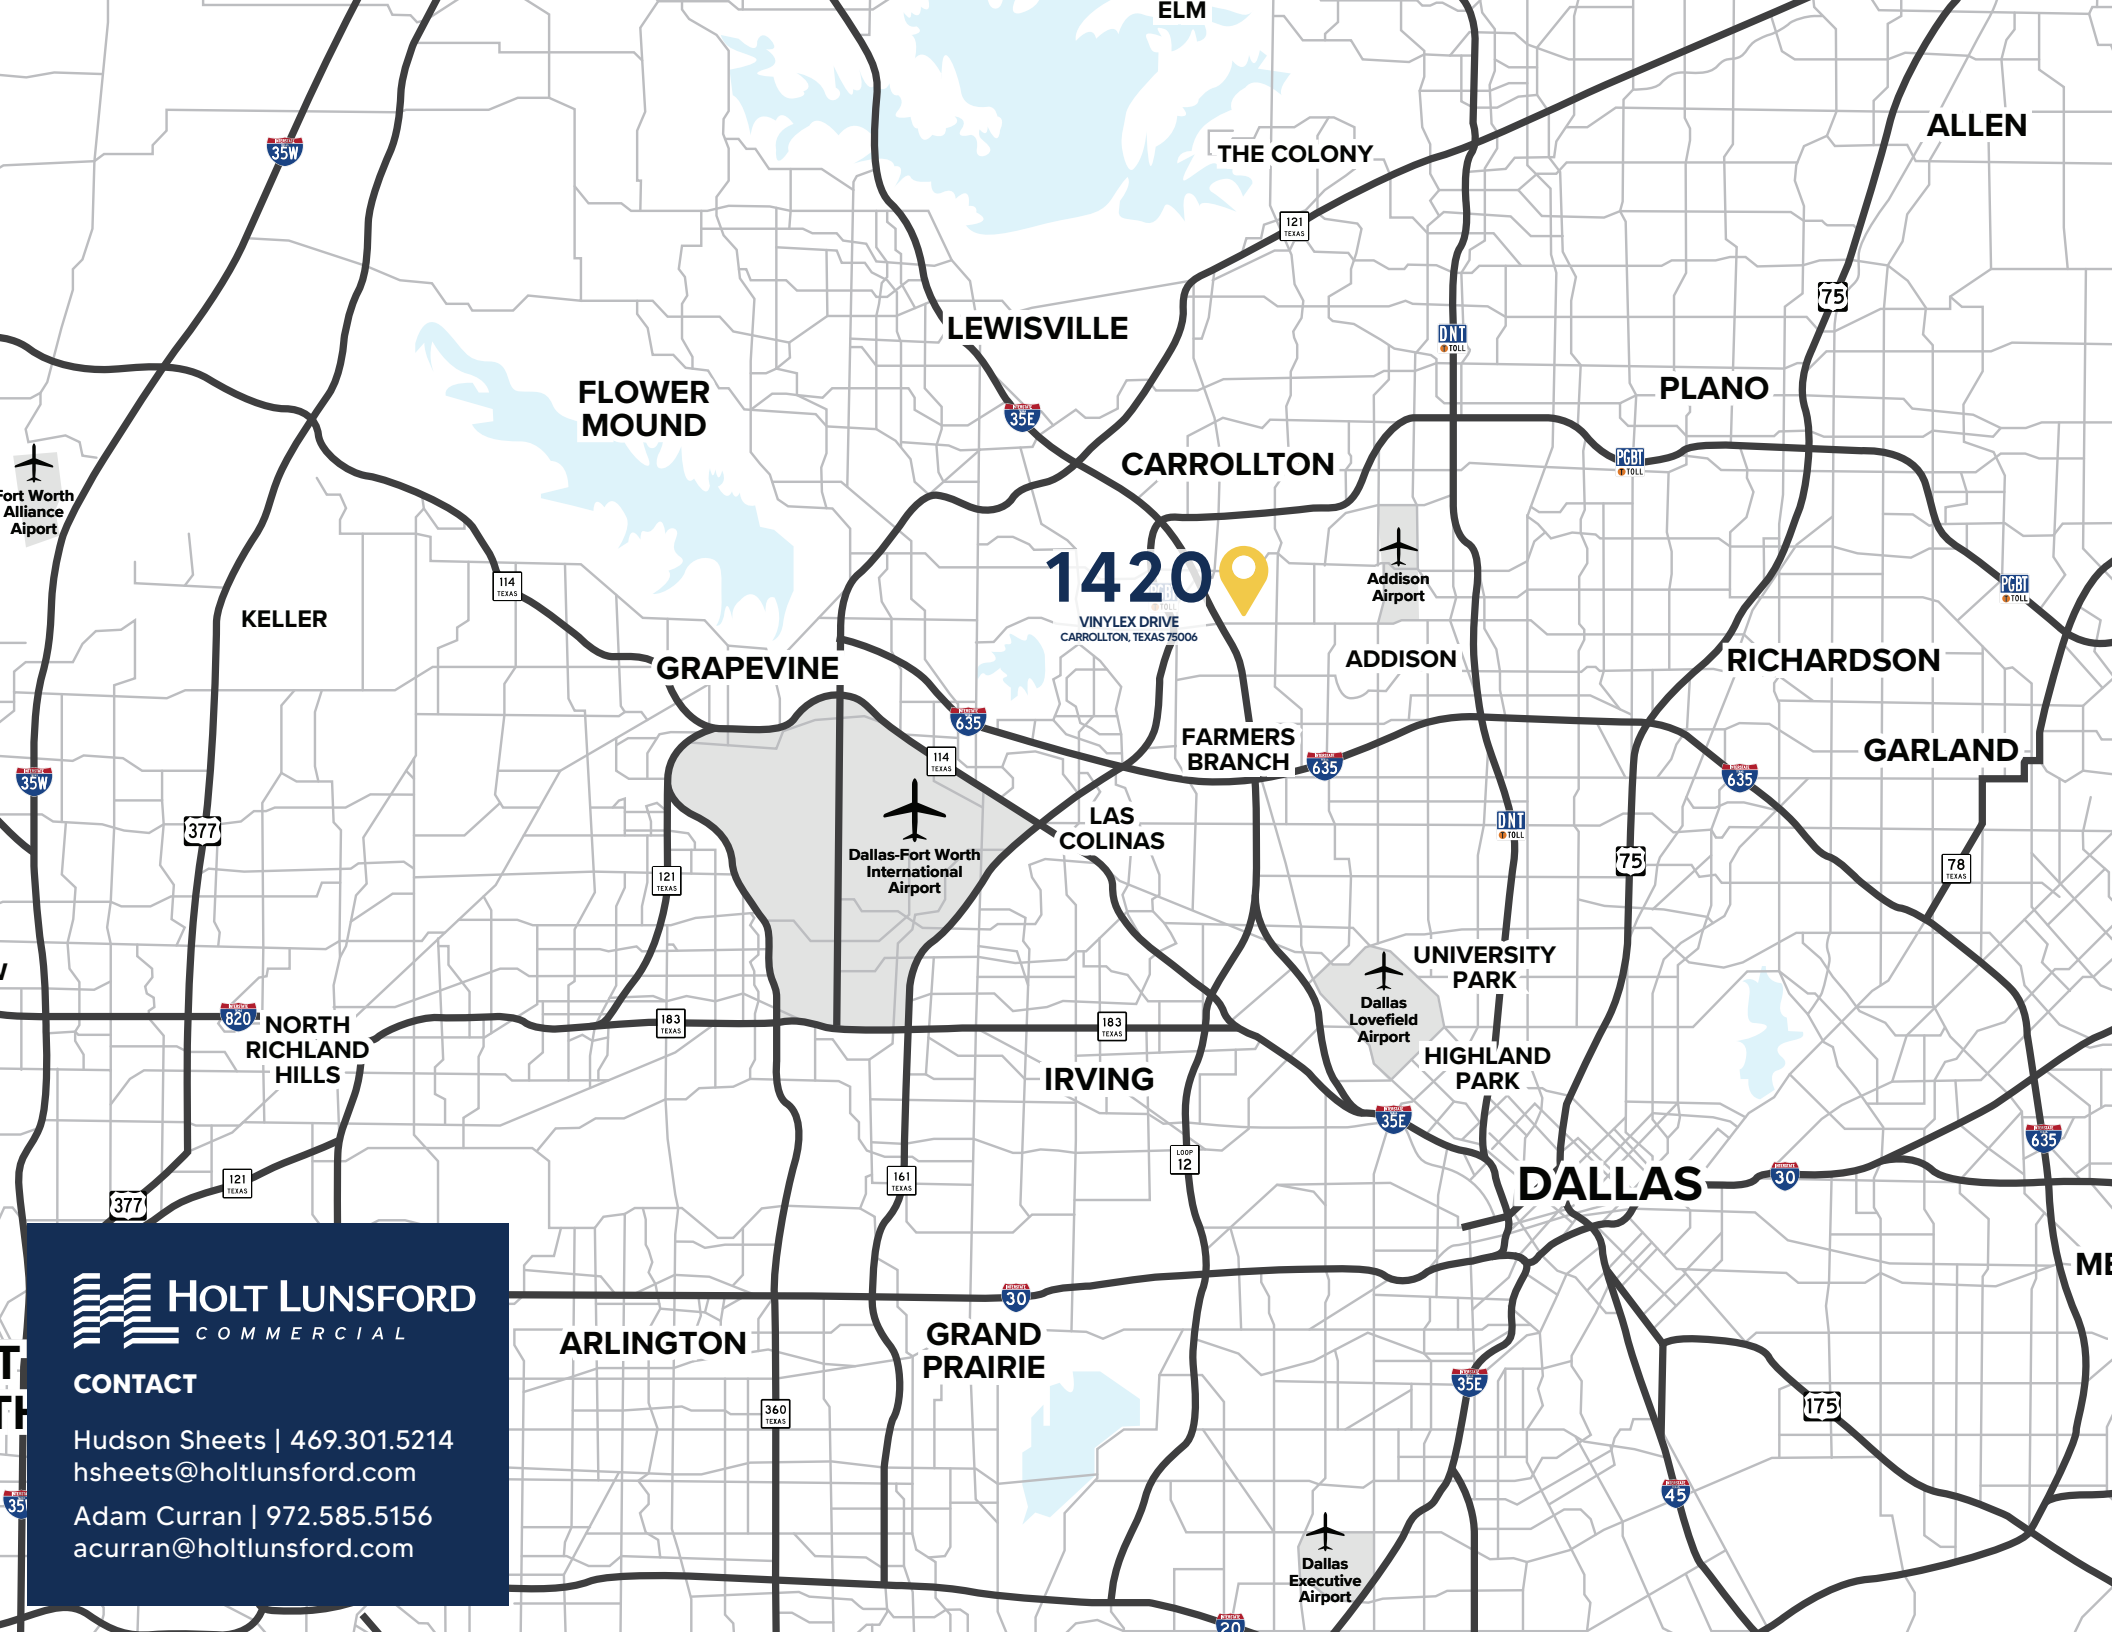 ELM
ALLEN
35W
THE COLONY
121
TEXAS
75
LEWISVILLE
DNT
TOLL
FLOWER
MOUND
PLANO
35E
CARROLLTON
PGBT
TOLL
Fort Worth
Alliance
Aiport
114
TEXAS
1420
VINYLEX DRIVE
CARROLLTON, TEXAS 75006
Addison
Airport
PGBT
TOLL
KELLER
GRAPEVINE
ADDISON
RICHARDSON
INTERSTATE
635
FARMERS
BRANCH
635
GARLAND
635
35W
114
TEXAS
377
LAS
COLINAS
DNT
TOLL
Dallas-Fort Worth
International
Airport
121
TEXAS
75
78
TEXAS
UNIVERSITY
PARK
Dallas
Lovefield
Airport
820
NORTH
RICHLAND
HILLS
183
TEXAS
183
TEXAS
IRVING
HIGHLAND
PARK
35E
635
LOOP
12
161
TEXAS
121
TEXAS
377
DALLAS
30
ME
HOLT LUNSFORD
COMMERCIAL
30
ARLINGTON
GRAND
PRAIRIE
CONTACT
35E
360
TEXAS
175
Hudson Sheets | 469.301.5214
hsheets@holtlunsford.com
Adam Curran | 972.585.5156
acurran@holtlunsford.com
45
Dallas
Executive
Airport
20